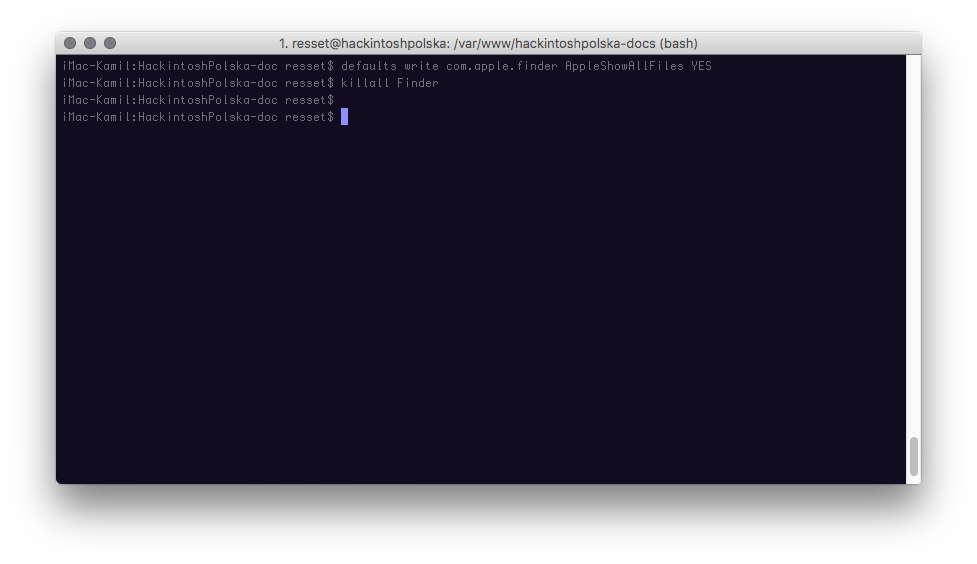 1. resset@hackintoshpolska: /var/www/hackintoshpolska-docs (bash)
iMac-Kamil:HackintoshPolska-doc resset$ defaults write com.apple.finder AppleShowAllFiles YES
iMac-Kamil:HackintoshPolska-doc resset$ killall Finder
iMac-Kamil:HackintoshPolska-doc resset$
iMac-Kamil:HackintoshPolska-doc resset$